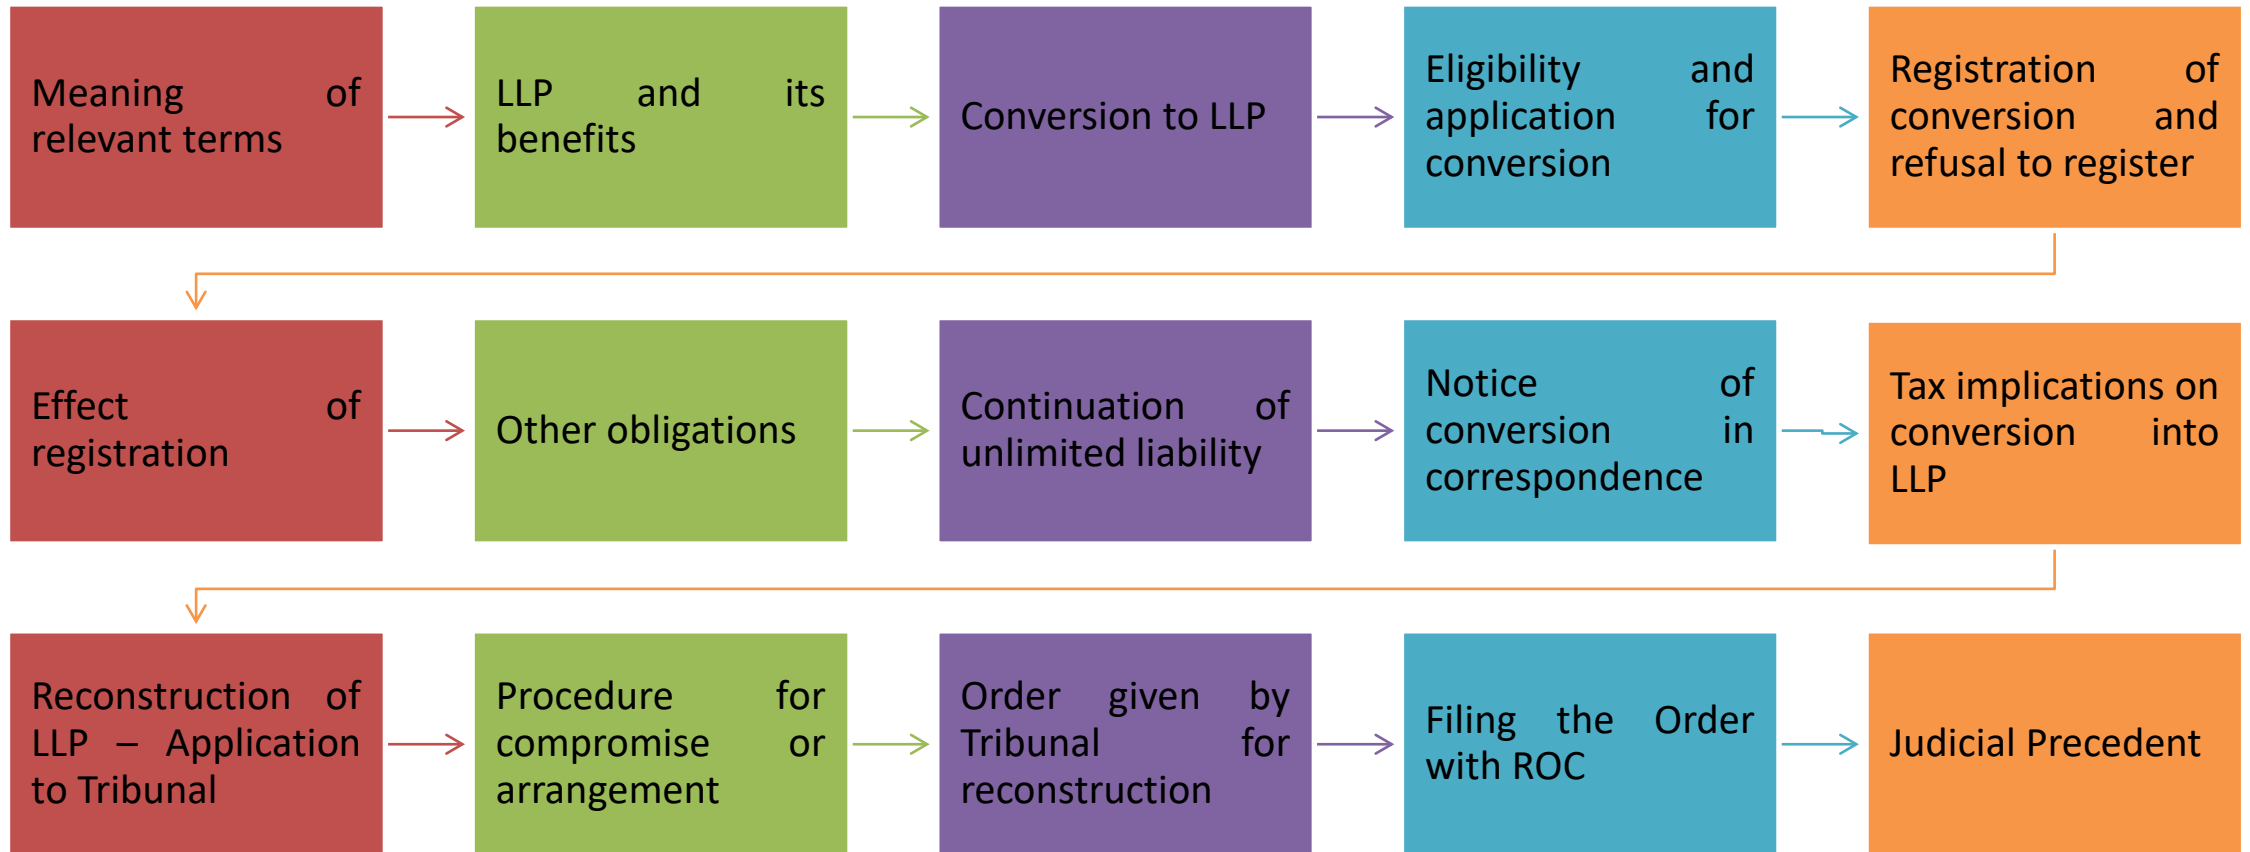 Meaning of
relevant terms
LLP and its
benefits
Conversion to LLP
Eligibility and
application for
conversion
Registration of
conversion and
refusal to register
Effect of
registration
Other obligations
Continuation of
unlimited liability
Notice of
conversion in
correspondence
Tax implications on
conversion into
LLP
Reconstruction of
LLP – Application
to Tribunal
Procedure for
compromise or
arrangement
Order given by
Tribunal for
reconstruction
Filing the Order
with ROC
Judicial Precedent